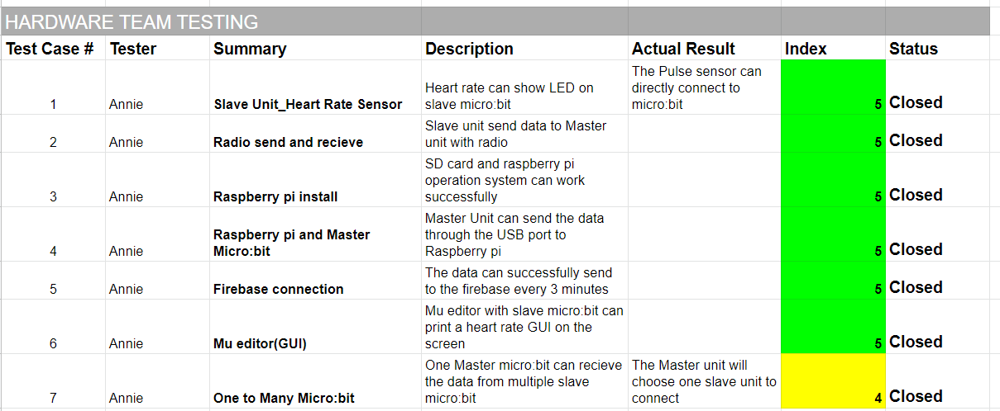 HARDWARE TEAM TESTING
Test Case # Tester Summary Description Actual Result Index Status
The Pulse sensor can
Heart rate can show LED on directly connect to
1 Annie Slave Unit_Heart Rate Sensor slave micro:bit micro:bit 5 Closed
Slave unit send data to Master
2 Annie Radio send and recieve unit with radio 5 Closed
SD card and raspberry pi
operation system can work
3 Annie Raspberry pi install successfully 5 Closed
Master Unit can send the data
Raspberry pi and Master through the USB port to
4 Annie Micro:bit Raspberry pi 5 Closed
The data can successfully send
5 Annie Firebase connection to the firebase every 3 minutes 5 Closed
Mu editor with slave micro:bit can
print a heart rate GUI on the
6 Annie Mu editor(GUI) screen 5 Closed
One Master micro:bit can recieve The Master unit will
the data from multiple slave choose one slave unit to
7 Annie One to Many Micro:bit micro:bit connect 4 Closed